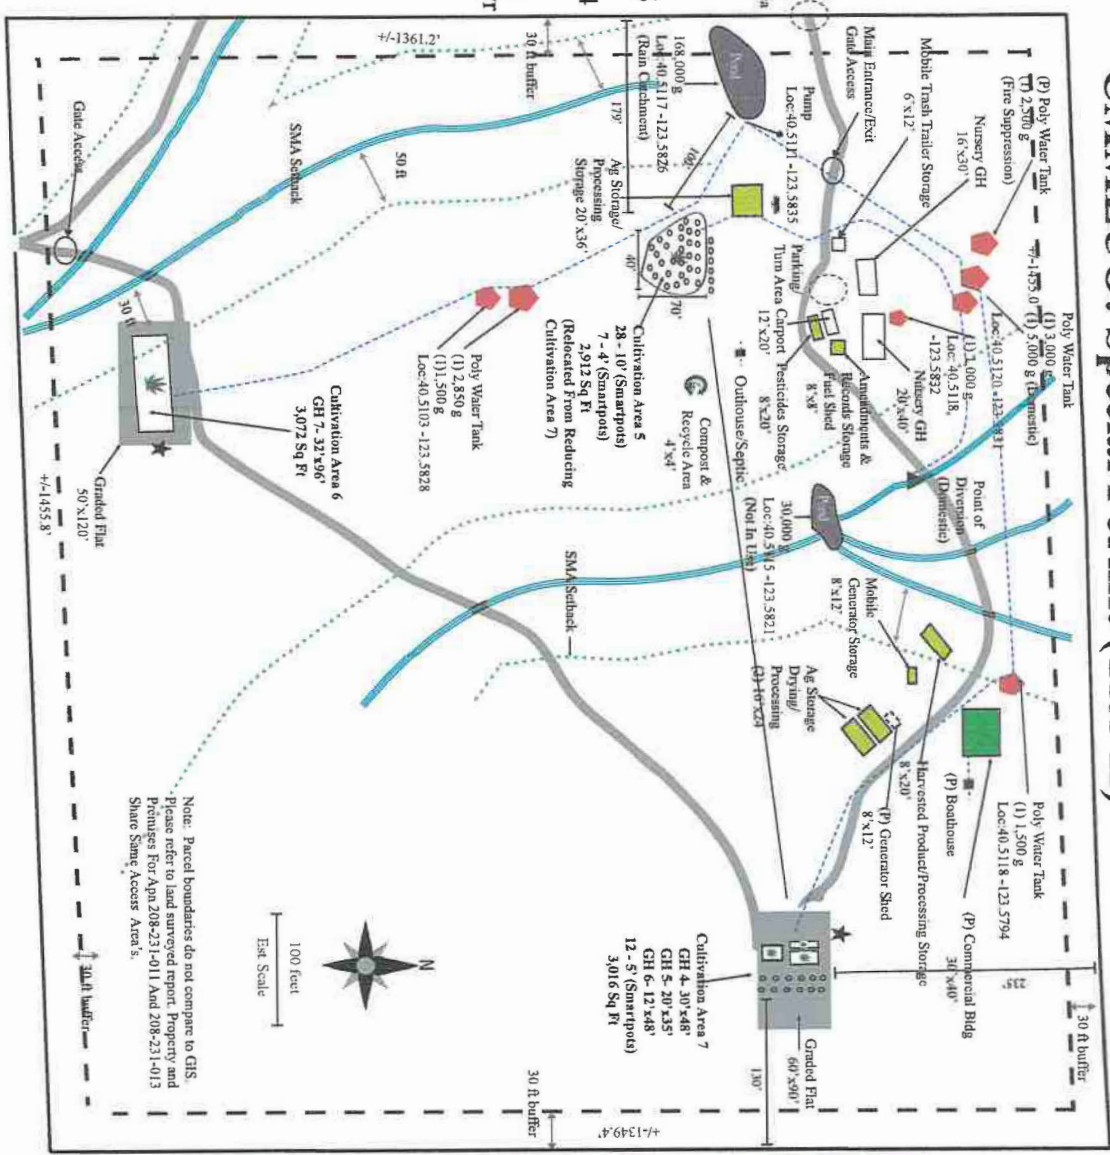 (P) Poly Water Tank
(1) 2,500 g
(Fire Suppression)
Nursery GH
16'x30'
Mobile Trash Trailer Storage
6'x12'
Main Entrance/Exit
Gate Access
Pump
Loc:40.5111 -123.5835
168,000 g
Loc:40.5117 -123.5826
(Rain Catchment)
Pond
30 ft buffer
+/-1361.2'
179'
100'
Ag Storage/
Processing
Storage 20'x36'
50 ft
SMA Setback
Gate Access
30 ft
+/-1455.0'
Poly Water Tank
(1) 3,000 g
(1) 5,000 g (Domestic)
Loc:40.5120 -123.5831
(1) 1,000 g
Loc: 40.5118,
-123.5832
Nursery GH
20'x40'
Amendments &
Records Storage
Fuel Shed
8'x8'
Pesticides Storage
8'x20'
Carport
12'x20'
Parking/
Turn Area
Outhouse/Septic
Compost &
Recycle Area
4'x4'
40'
70'
Cultivation Area 5
28 - 10' (Smartpots)
7 - 4' (Smartpots)
2,912 Sq Ft
(Relocated From Reducing
Cultivation Area 7)
Poly Water Tank
(1) 2,850 g
(1) 1,500 g
Loc:40.5103 -123.5828
Cultivation Area 6
GH 7- 32'x96'
3,072 Sq Ft
Graded Flat
50'x120'
+/-1455.8'
Point of
Diversion
(Domestic)
Pond
30,000 g
Loc:40.5115 -123.5821
(Not In Use)
SMA Setback
Mobile
Generator Storage
8'x12'
Ag Storage
Drying/
Processing
(2) 16'x24'
Harvested Product/Processing Storage
8'x20'
(P) Generator Shed
8'x12'
(P) Boathouse
Poly Water Tank
(1) 1,500 g
Loc:40.5118 -123.5794
(P) Commercial Bldg
30'x40'
235'
30 ft buffer
Cultivation Area 7
GH 4- 30'x48'
GH 5- 20'x35'
GH 6- 12'x48'
12 - 5' (Smartpots)
3,016 Sq Ft
Graded Flat
60'x90'
130'
30 ft buffer
+/-1349.4'
N
100 feet
Est Scale
Note: Parcel boundaries do not compare to GIS.
Please refer to land surveyed report. Property and
Premises For Apn 208-231-011 And 208-231-013
Share Same Access Area's.
30 ft buffer